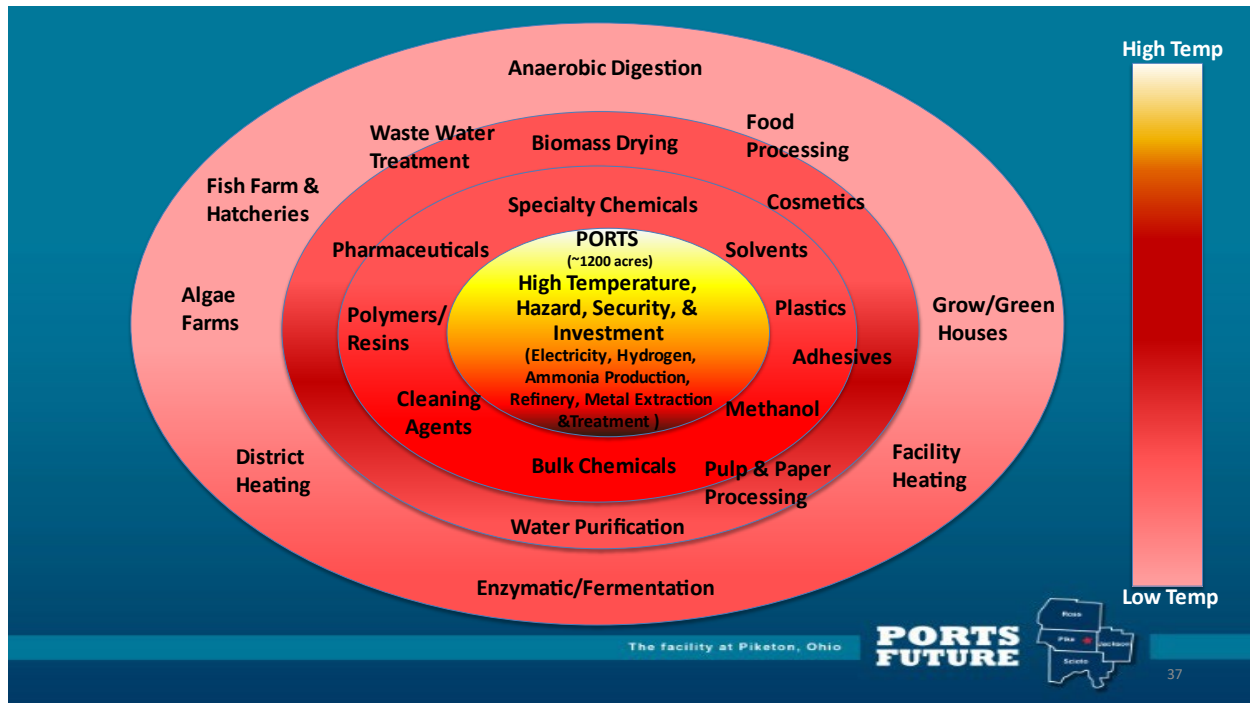 High Temp
Anaerobic Digestion
Waste Water
Treatment
Biomass Drying
Food
Processing
Fish Farm &
Hatcheries
Specialty Chemicals
Cosmetics
Pharmaceuticals
PORTS
(~1200 acres)
High Temperature,
Hazard, Security, &
Investment
(Electricity, Hydrogen,
Ammonia Production,
Refinery, Metal Extraction
&Treatment )
Solvents
Algae
Farms
Polymers/
Resins
Plastics
Grow/Green
Houses
Adhesives
Cleaning
Agents
Methanol
District
Heating
Bulk Chemicals
Pulp & Paper
Processing
Facility
Heating
Water Purification
Enzymatic/Fermentation
Low Temp
The facility at Piketon, Ohio
PORTS
FUTURE
Ross
Pike
Jackson
Scioto
37